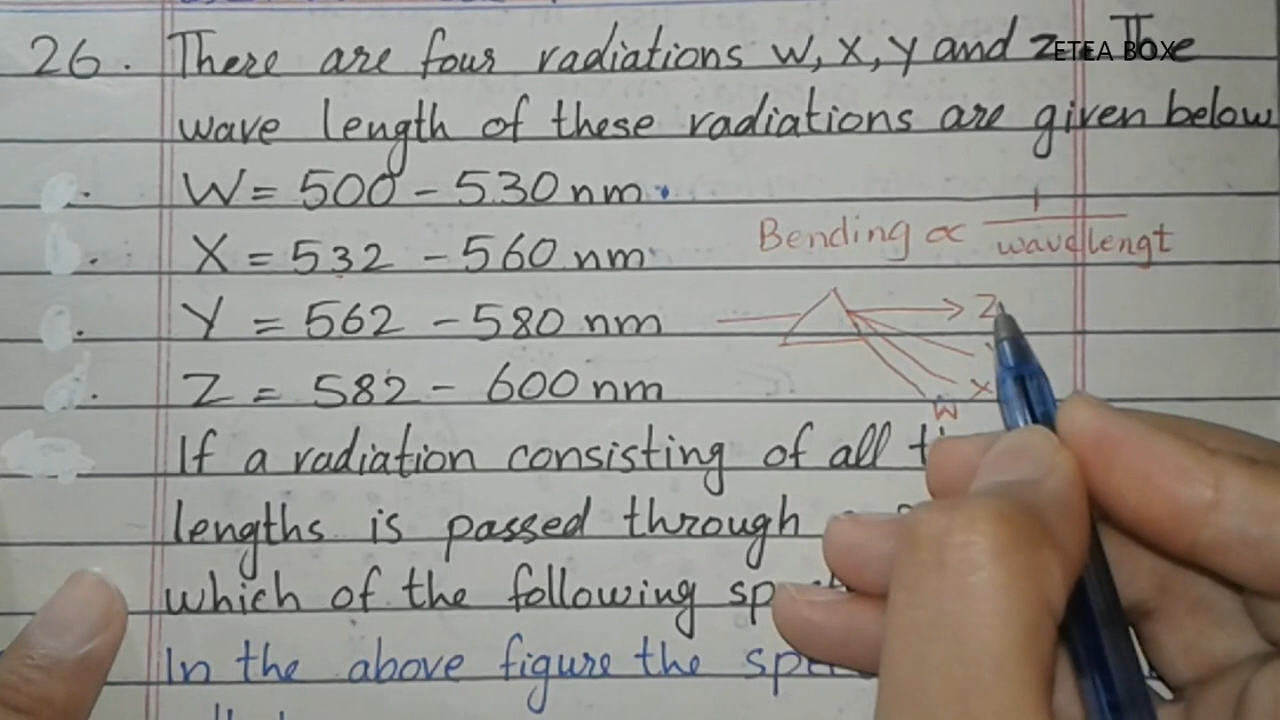 26. There are four radiations W, X, Y and Z. The
ETEA BOX
wave length of these radiations are given below
W = 500 - 530 nm.
X = 532 - 560 nm
Y = 562 - 580 nm
Z = 582 - 600 nm
Bending ∝ 1
wavelengt
Z
X
W
If a radiation consisting of all
lengths is passed through
which of the following
In the above figure the